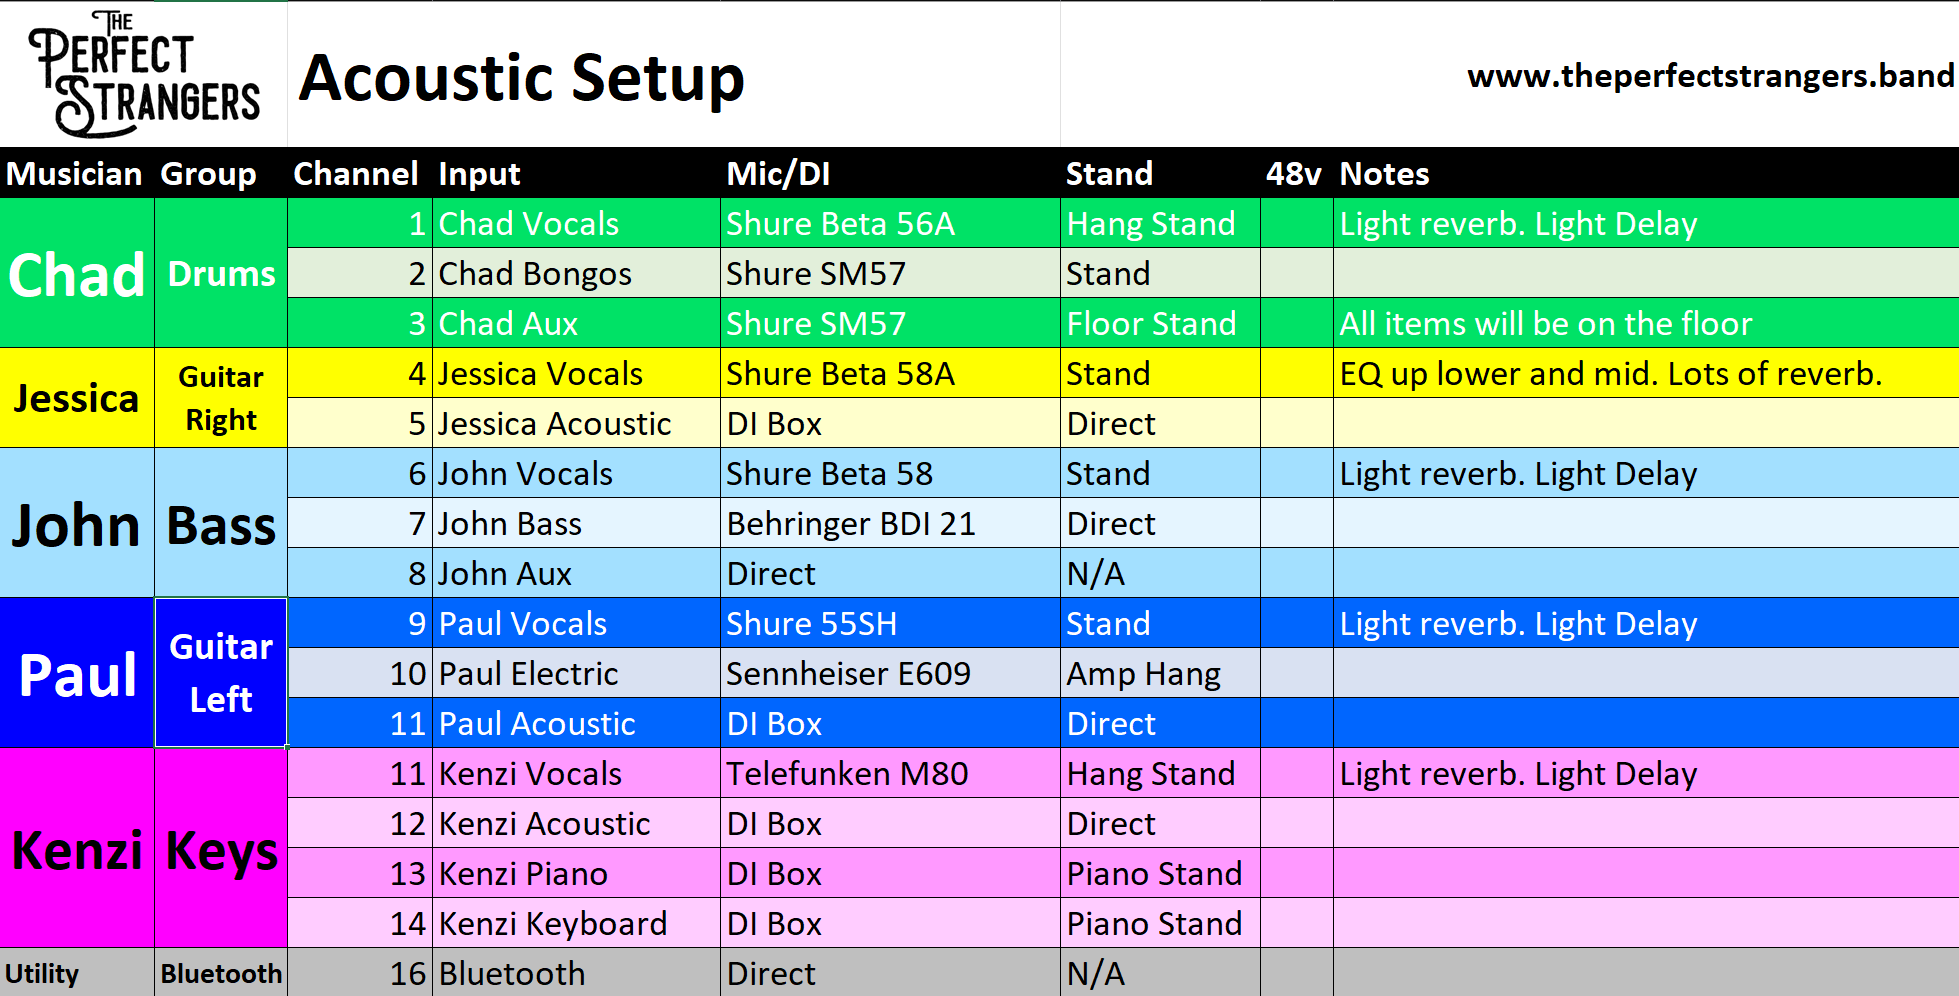 THE
PERFECT
STRANGERS
Acoustic Setup
www.theperfectstrangers.band
Musician Group Channel Input Mic/DI Stand 48v Notes
Chad Drums
1 Chad Vocals Shure Beta 56A Hang Stand Light reverb. Light Delay
2 Chad Bongos Shure SM57 Stand
3 Chad Aux Shure SM57 Floor Stand All items will be on the floor
Jessica Guitar
Right
4 Jessica Vocals Shure Beta 58A Stand EQ up lower and mid. Lots of reverb.
5 Jessica Acoustic DI Box Direct
John Bass
6 John Vocals Shure Beta 58 Stand Light reverb. Light Delay
7 John Bass Behringer BDI 21 Direct
8 John Aux Direct N/A
Paul Guitar
Left
9 Paul Vocals Shure 55SH Stand Light reverb. Light Delay
10 Paul Electric Sennheiser E609 Amp Hang
11 Paul Acoustic DI Box Direct
Kenzi Keys
11 Kenzi Vocals Telefunken M80 Hang Stand Light reverb. Light Delay
12 Kenzi Acoustic DI Box Direct
13 Kenzi Piano DI Box Piano Stand
14 Kenzi Keyboard DI Box Piano Stand
Utility Bluetooth 16 Bluetooth Direct N/A